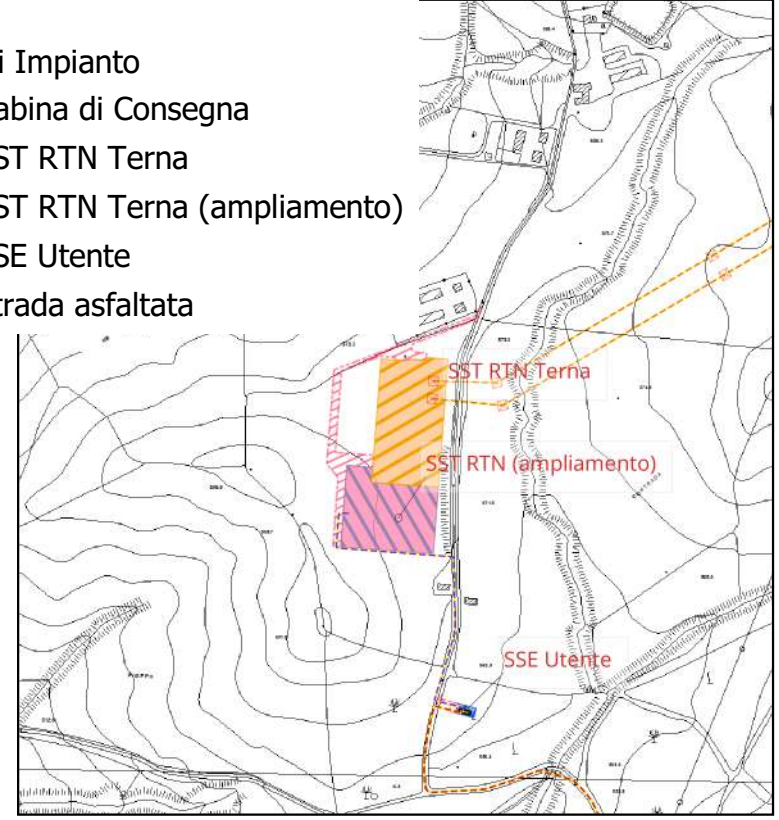 i Impianto
abina di Consegna
ST RTN Terna
ST RTN Terna (ampliamento)
SE Utente
trada asfaltata
SST RTN Terna
SST RTN (ampliamento)
CONTRADA
SSE Utente